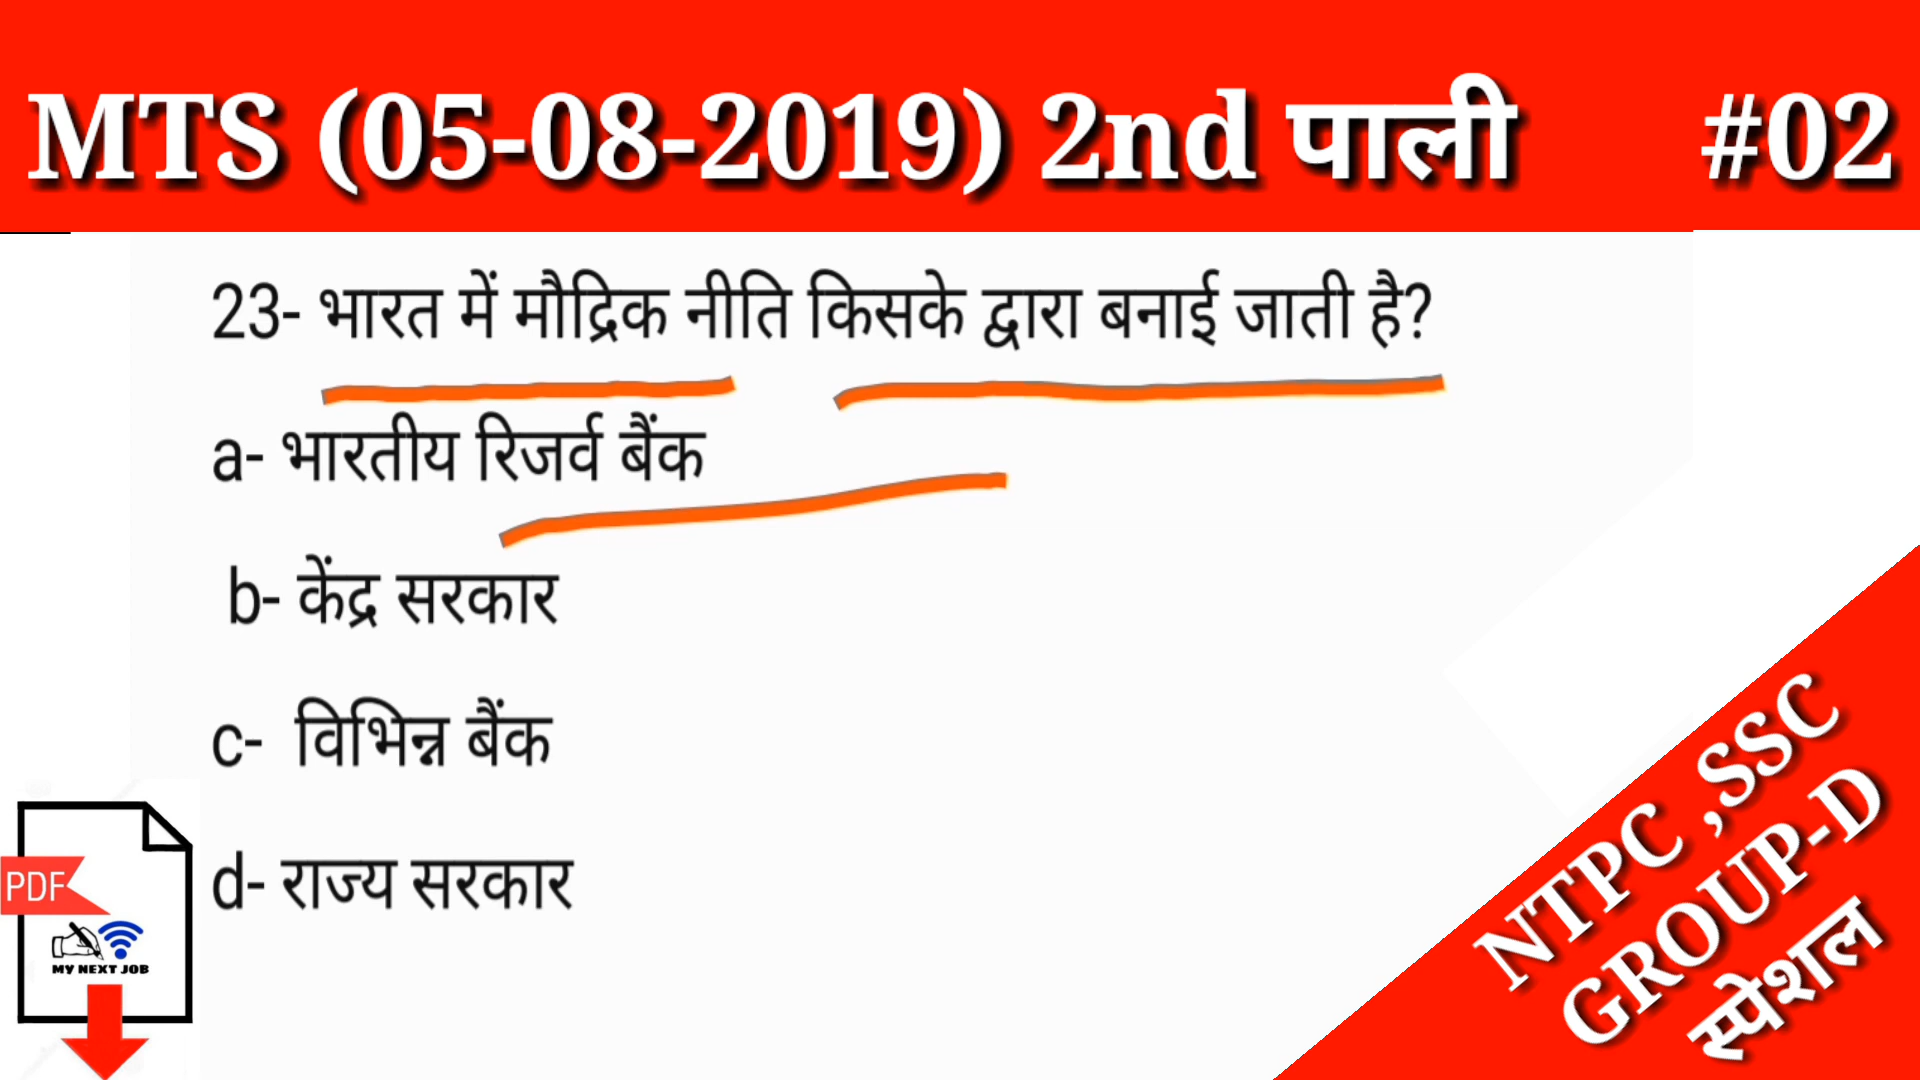 MTS (05-08-2019) 2nd पाली #02
23- भारत में मौद्रिक नीति किसके द्वारा बनाई जाती है?
a- भारतीय रिजर्व बैंक
b- केंद्र सरकार
c- विभिन्न बैंक
d- राज्य सरकार
PDF
MY NEXT JOB
NTPC ,SSC
GROUP-D
स्पेशल